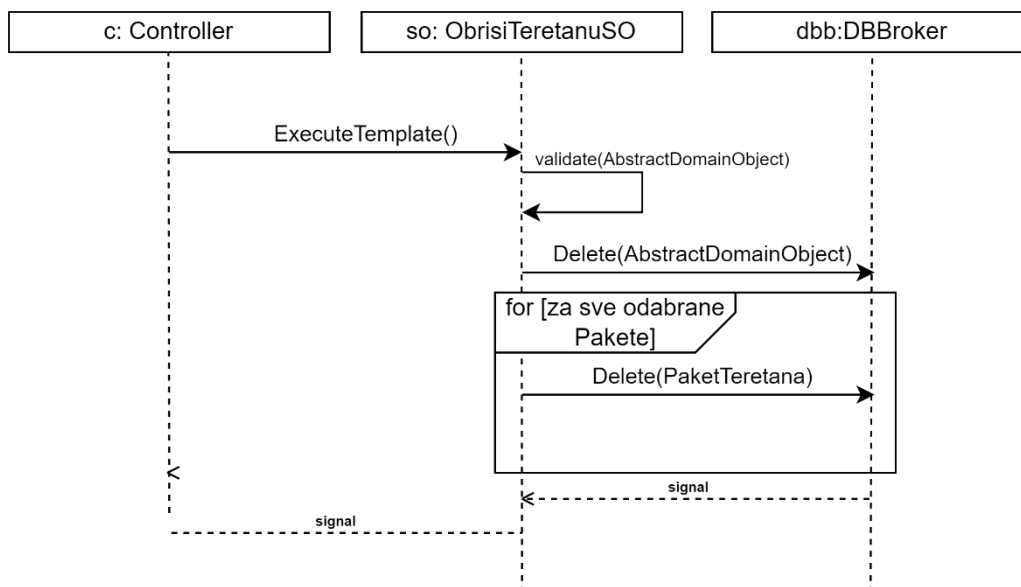 c: Controller
so: ObrisiTeretanuSO
dbb:DBBroker
ExecuteTemplate()
validate(AbstractDomainObject)
Delete(AbstractDomainObject)
for [za sve odabrane
Pakete]
Delete(PaketTeretana)
signal
signal